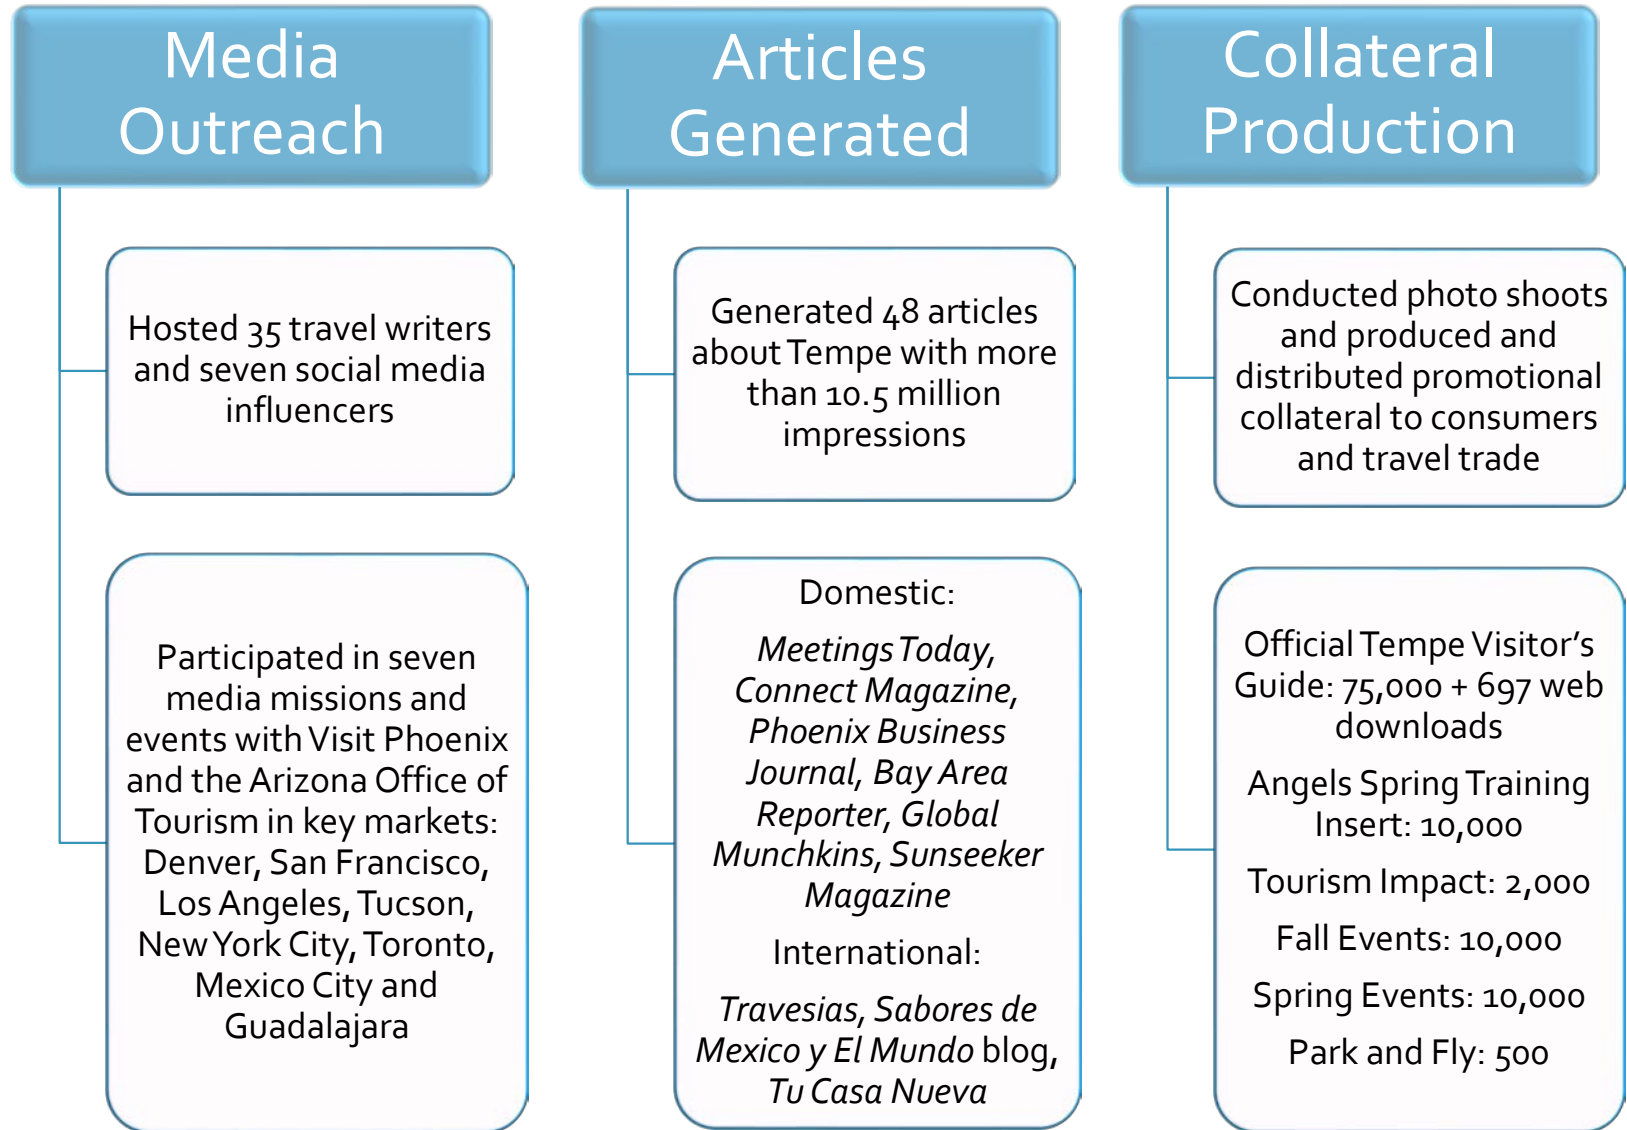 Media
Outreach
Hosted 35 travel writers
and seven social media
influencers
Participated in seven
media missions and
events with Visit Phoenix
and the Arizona Office of
Tourism in key markets:
Denver, San Francisco,
Los Angeles, Tucson,
New York City, Toronto,
Mexico City and
Guadalajara
Articles
Generated
Generated 48 articles
about Tempe with more
than 10.5 million
impressions
Domestic:
Meetings Today,
Connect Magazine,
Phoenix Business
Journal, Bay Area
Reporter, Global
Munchkins, Sunseeker
Magazine
International:
Travesias, Sabores de
Mexico y El Mundo blog,
Tu Casa Nueva
Collateral
Production
Conducted photo shoots
and produced and
distributed promotional
collateral to consumers
and travel trade
Official Tempe Visitor’s
Guide: 75,000 + 697 web
downloads
Angels Spring Training
Insert: 10,000
Tourism Impact: 2,000
Fall Events: 10,000
Spring Events: 10,000
Park and Fly: 500